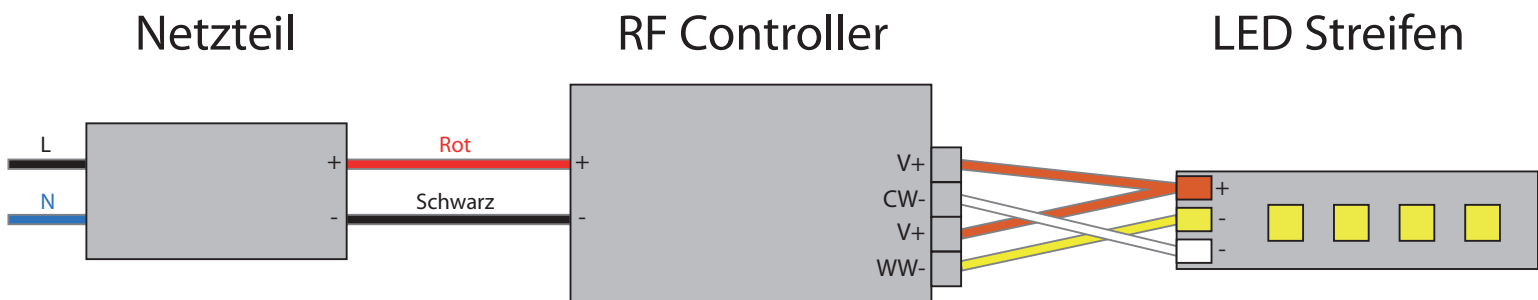 Netzteil
RF Controller
LED Streifen
L
Rot
+
+
V+
+
N
Schwarz
-
-
CW-
-
V+
-
WW-